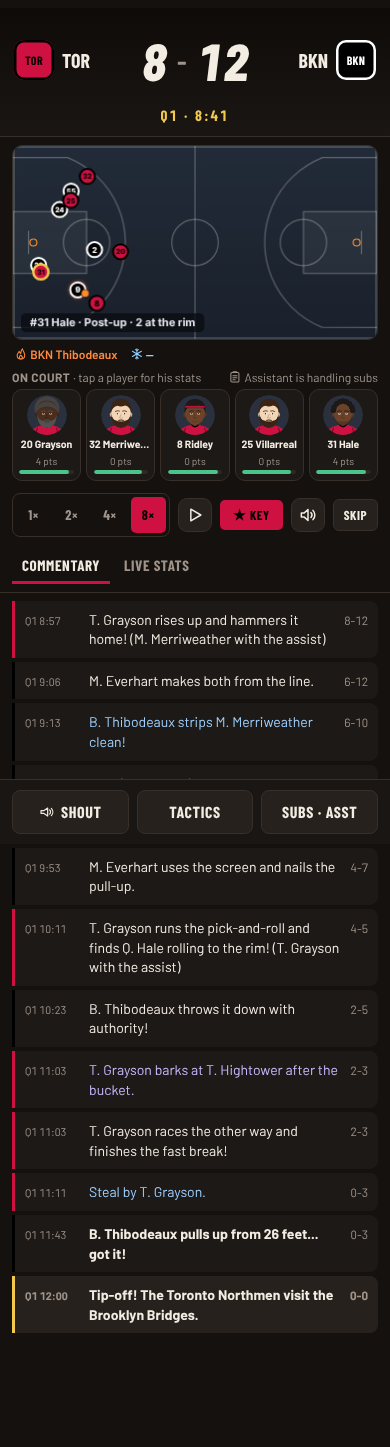 TOR TOR 8 - 12 BKN BKN
Q1 · 8:41
32
24
25
2
20
31
9
8
#31 Hale · Post-up · 2 at the rim
BKN Thibodeaux –
ON COURT · tap a player for his stats Assistant is handling subs
20 Grayson 32 Merriwe... 8 Ridley 25 Villarreal 31 Hale
4 pts 0 pts 0 pts 0 pts 4 pts
1× 2× 4× 8× ★ KEY SKIP
COMMENTARY LIVE STATS
Q1 8:57 T. Grayson rises up and hammers it 8-12
home! (M. Merriweather with the assist)
Q1 9:06 M. Everhart makes both from the line. 6-12
Q1 9:13 B. Thibodeaux strips M. Merriweather 6-10
clean!
SHOUT TACTICS SUBS · ASST
Q1 9:53 M. Everhart uses the screen and nails the 4-7
pull-up.
Q1 10:11 T. Grayson runs the pick-and-roll and 4-5
finds Q. Hale rolling to the rim! (T. Grayson
with the assist)
Q1 10:23 B. Thibodeaux throws it down with 2-5
authority!
Q1 11:03 T. Grayson barks at T. Hightower after the 2-3
bucket.
Q1 11:03 T. Grayson races the other way and 2-3
finishes the fast break!
Q1 11:11 Steal by T. Grayson. 0-3
Q1 11:43 B. Thibodeaux pulls up from 26 feet... 0-3
got it!
Q1 12:00 Tip-off! The Toronto Northmen visit the 0-0
Brooklyn Bridges.